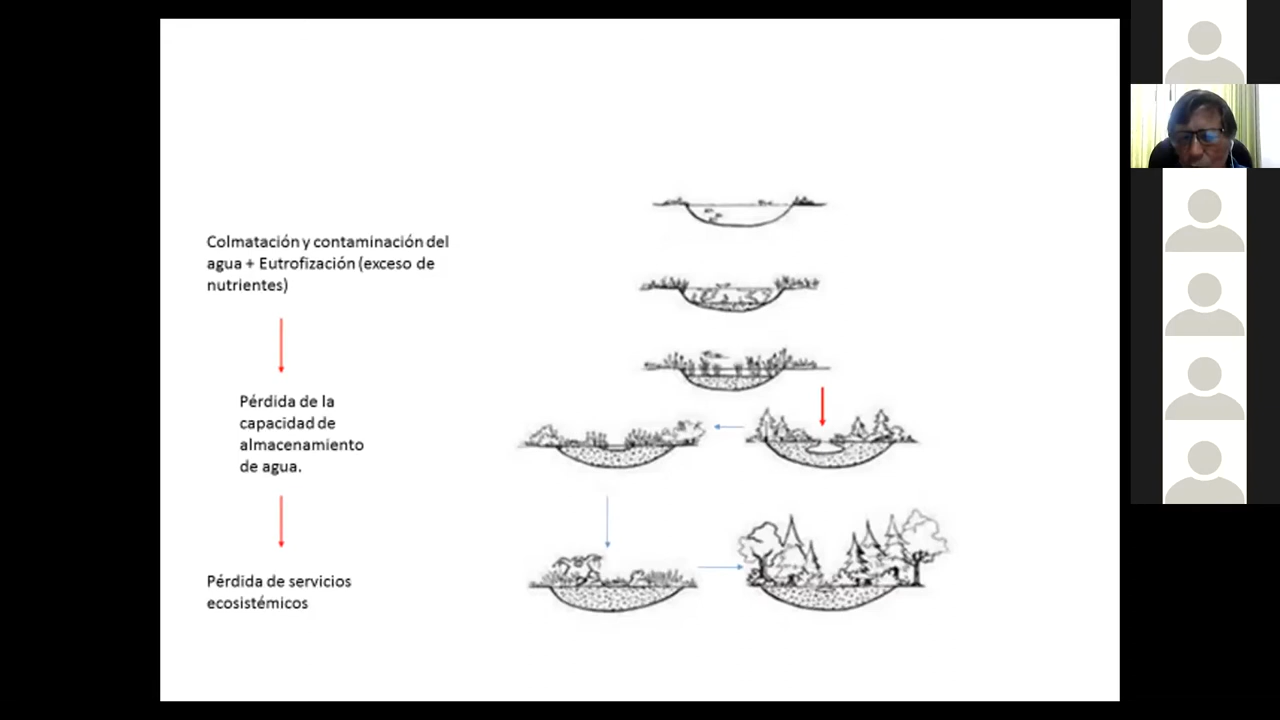 Colmatación y contaminación del
agua + Eutrofización (exceso de
nutrientes)
Pérdida de la
capacidad de
almacenamiento
de agua.
Pérdida de servicios
ecosistémicos